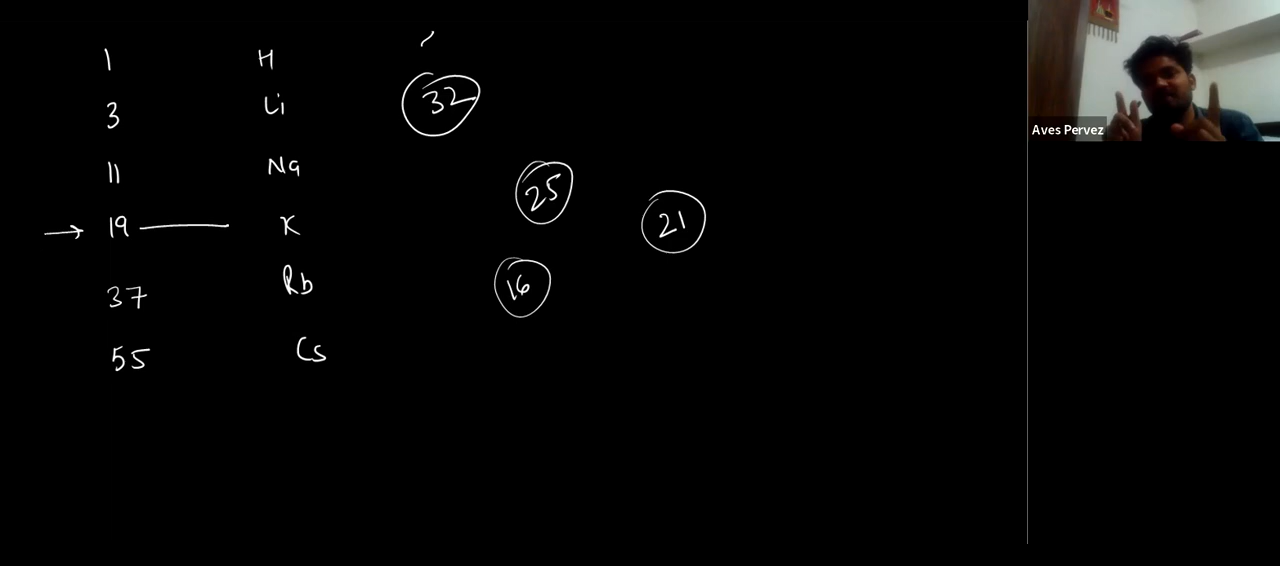 1 H
3 Li 32
11 Na 25
→ 19 — K 21
37 Rb 16
55 Cs
Aves Pervez